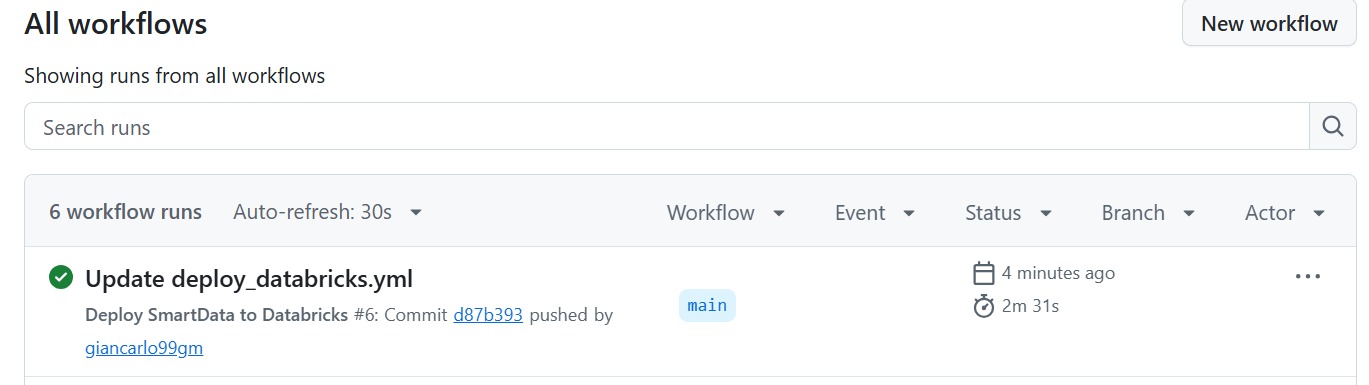 All workflows
New workflow
Showing runs from all workflows
Search runs
6 workflow runs Auto-refresh: 30s Workflow Event Status Branch Actor
Update deploy_databricks.yml
4 minutes ago
Deploy SmartData to Databricks #6: Commit d87b393 pushed by
main
2m 31s
giancarlo99gm